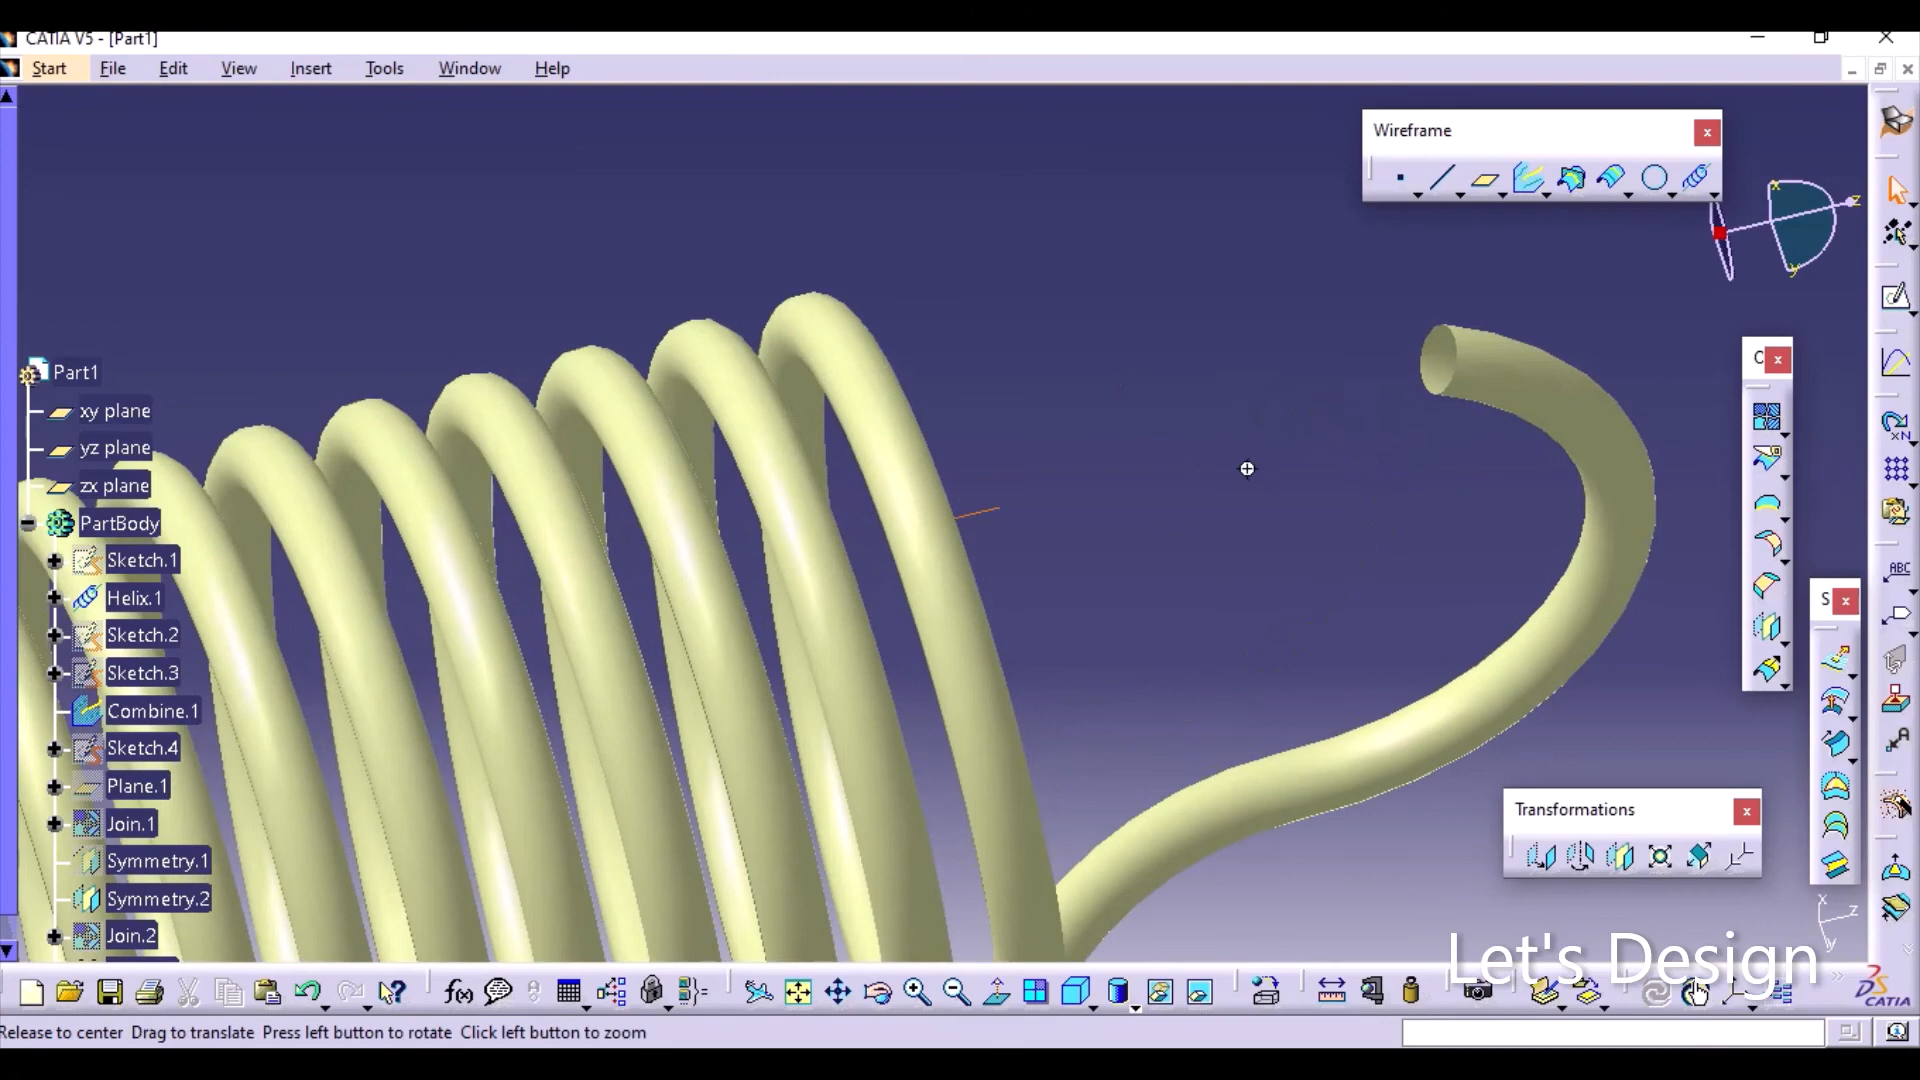 CATIA V5 - [Part1]
Start File Edit View Insert Tools Window Help
Wireframe
x
z
y
C
Part1
xy plane
yz plane
zx plane
PartBody
Sketch.1
Helix.1
Sketch.2
Sketch.3
Combine.1
Sketch.4
Plane.1
Join.1
Symmetry.1
Symmetry.2
Join.2
S
Transformations
xN
ABC
A
x
z
y
Let's Design
f(x)
CATIA
Release to center Drag to translate Press left button to rotate Click left button to zoom